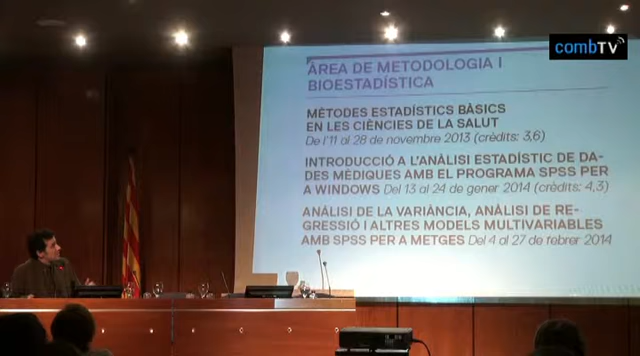 combTV
ÀREA DE METODOLOGIA I
BIOESTADÍSTICA
MÈTODES ESTADÍSTICS BÀSICS
EN LES CIÈNCIES DE LA SALUT
De l'11 al 28 de novembre 2013 (crèdits: 3,6)
INTRODUCCIÓ A L'ANÀLISI ESTADÍSTIC DE DA-
DES MÈDIQUES AMB EL PROGRAMA SPSS PER
A WINDOWS Del 13 al 24 de gener 2014 (crèdits: 4,3)
ANÀLISI DE LA VARIÀNCIA, ANÀLISI DE RE-
GRESSIÓ I ALTRES MODELS MULTIVARIABLES
AMB SPSS PER A METGES Del 4 al 27 de febrer 2014